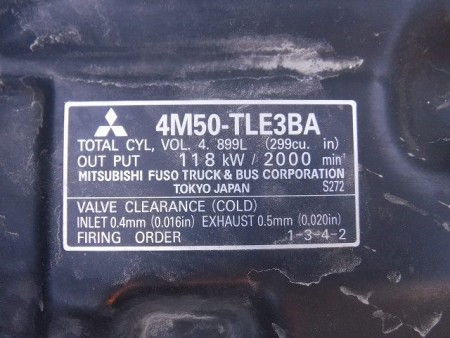 4M50-TLE3BA
TOTAL CYL, VOL. 4. 899L (299cu. in)
OUT PUT 118 kW / 2000 min⁻¹
MITSUBISHI FUSO TRUCK & BUS CORPORATION
TOKYO JAPAN S272
VALVE CLEARANCE (COLD)
INLET 0.4mm (0.016in) EXHAUST 0.5mm (0.020in)
FIRING ORDER 1-3-4-2